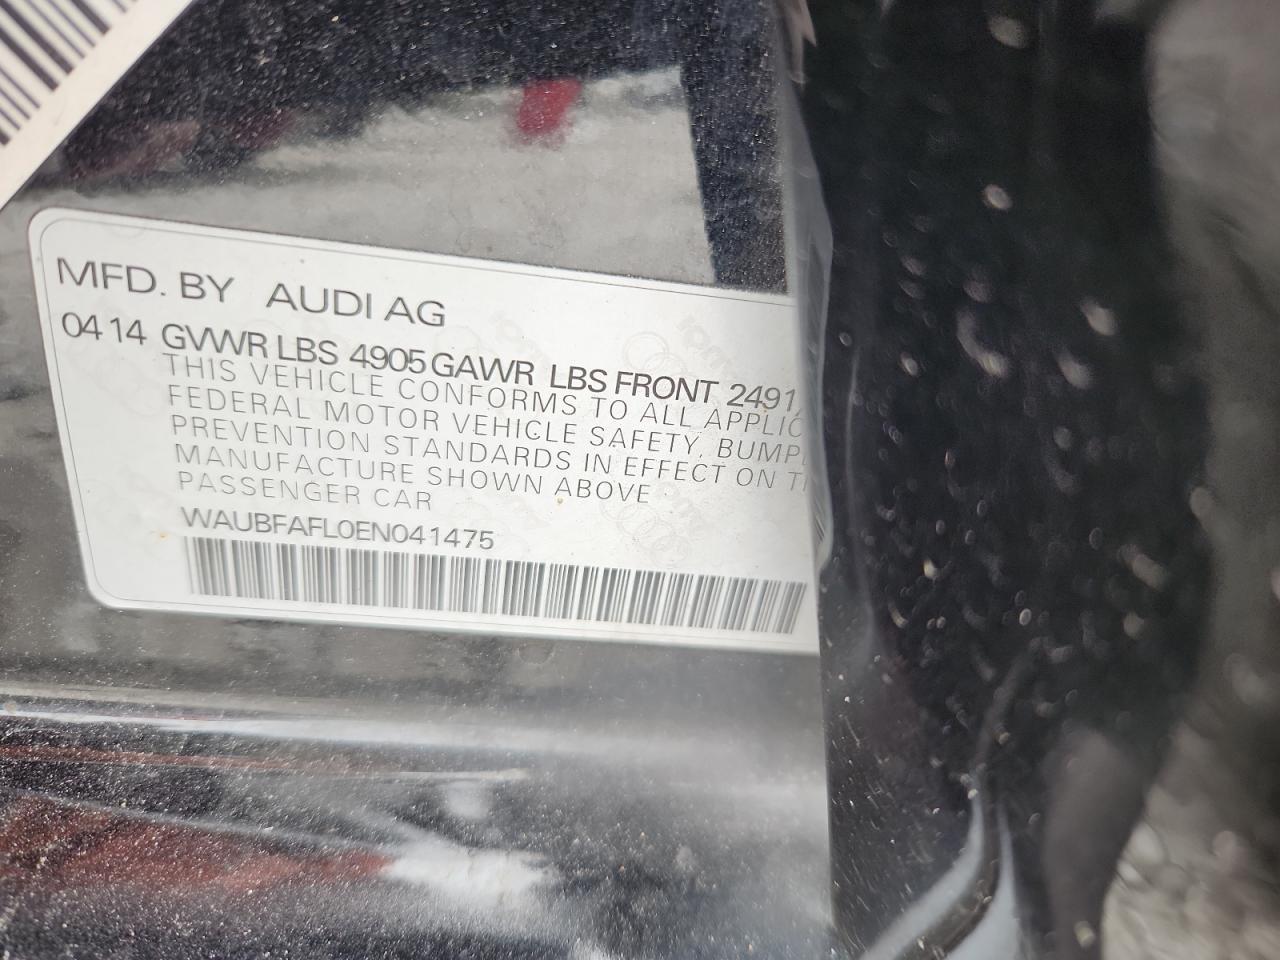 MFD. BY AUDI AG
04 14 GVWR LBS 4905 GAWR LBS FRONT 2491
THIS VEHICLE CONFORMS TO ALL APPLIC
FEDERAL MOTOR VEHICLE SAFETY, BUMP
PREVENTION STANDARDS IN EFFECT ON
MANUFACTURE SHOWN ABOVE
PASSENGER CAR
WAUBFAFL0EN041475